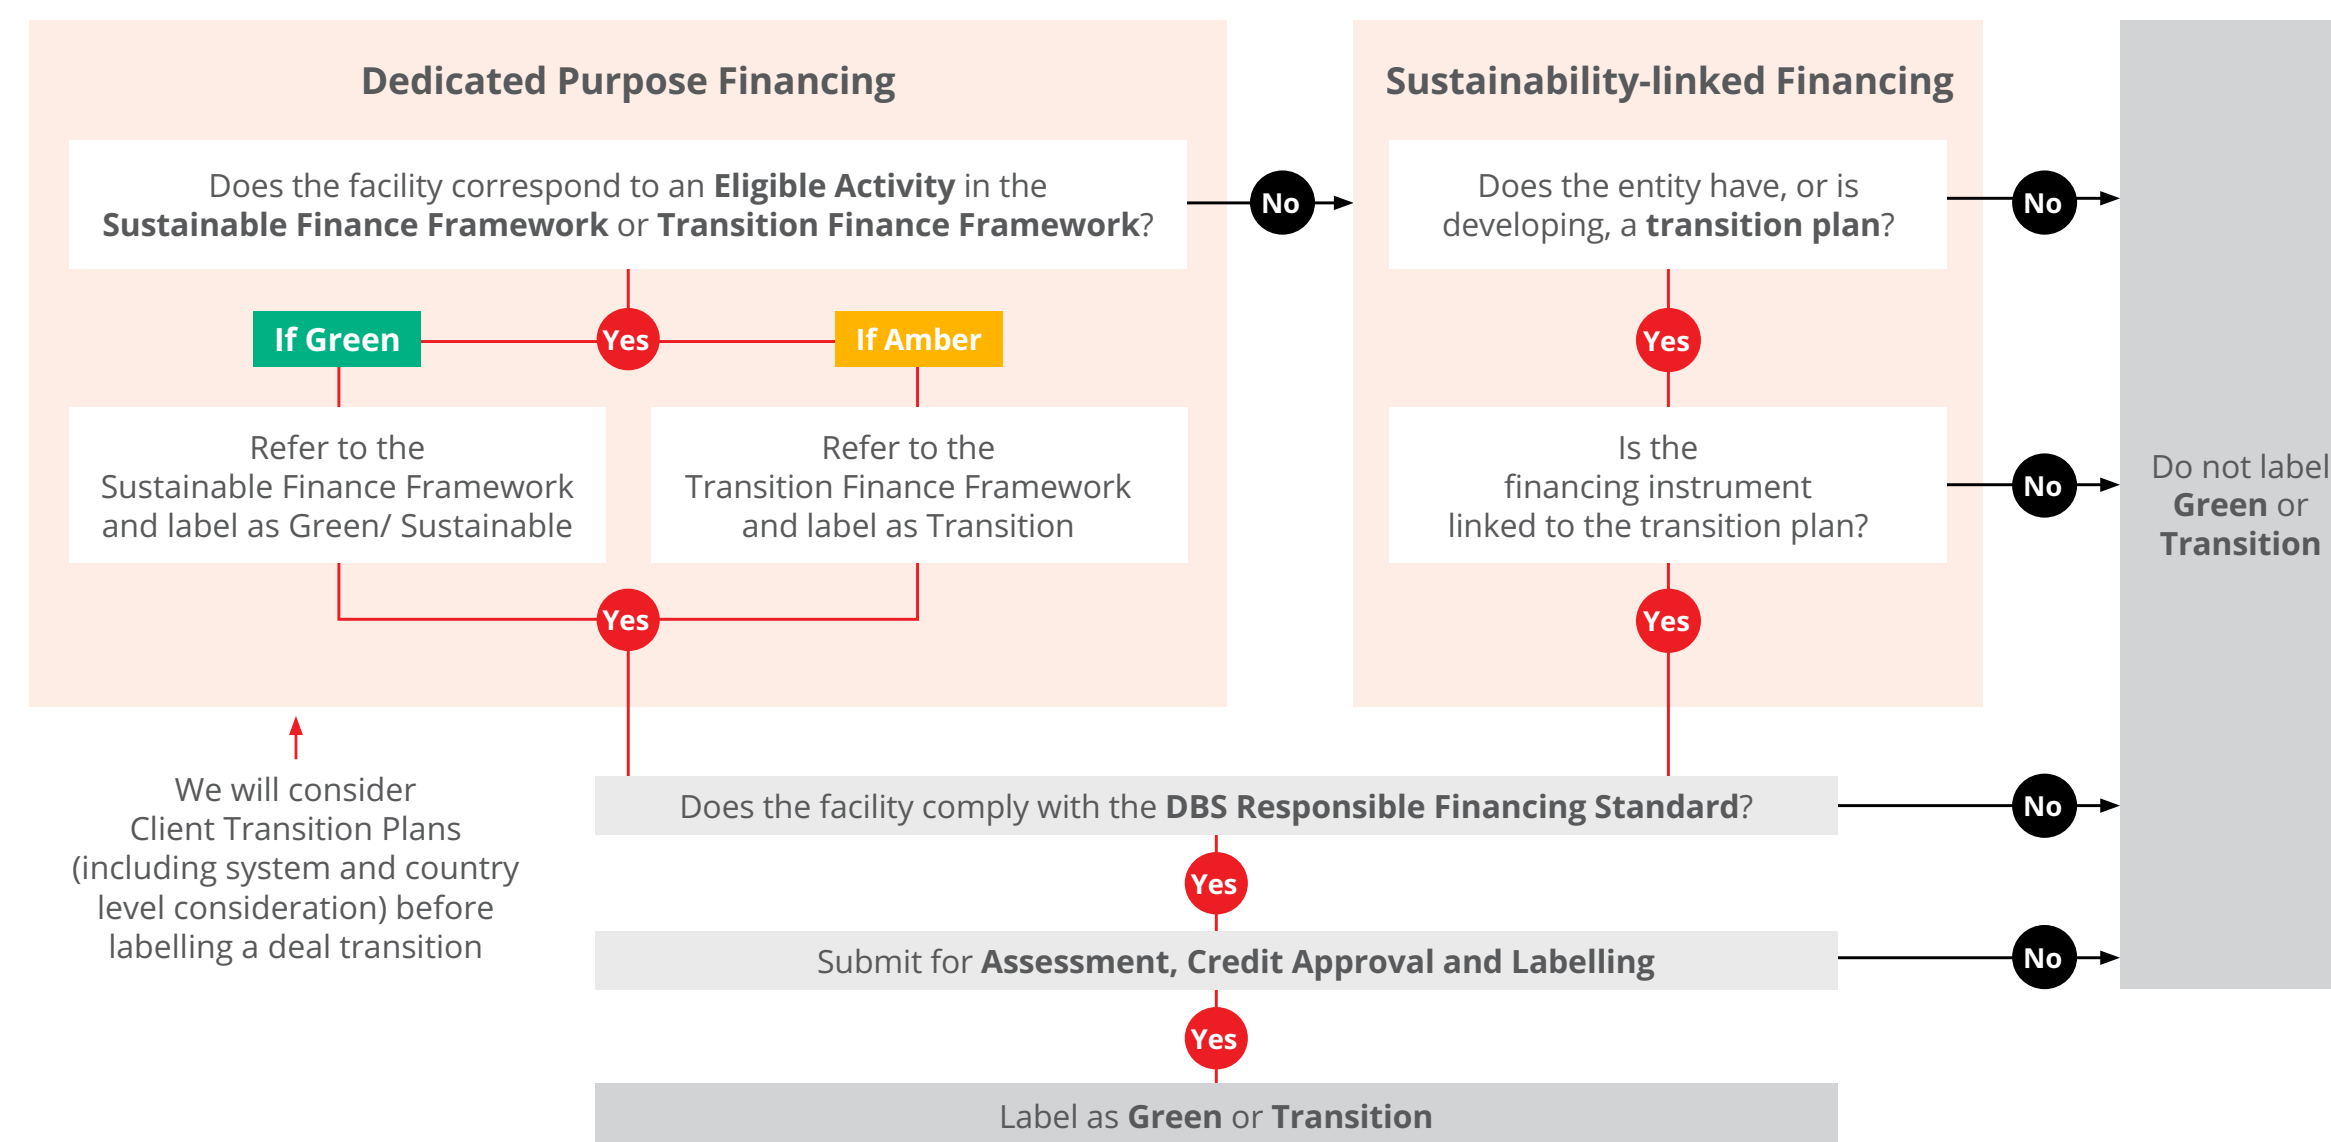 Dedicated Purpose Financing
Does the facility correspond to an Eligible Activity in the
Sustainable Finance Framework or Transition Finance Framework?
No
If Green
Yes
If Amber
Refer to the
Sustainable Finance Framework
and label as Green/ Sustainable
Refer to the
Transition Finance Framework
and label as Transition
Yes
Sustainability-linked Financing
Does the entity have, or is
developing, a transition plan?
No
Yes
Is the
financing instrument
linked to the transition plan?
No
Yes
Do not label
Green or
Transition
We will consider
Client Transition Plans
(including system and country
level consideration) before
labelling a deal transition
Does the facility comply with the DBS Responsible Financing Standard?
No
Yes
Submit for Assessment, Credit Approval and Labelling
No
Yes
Label as Green or Transition